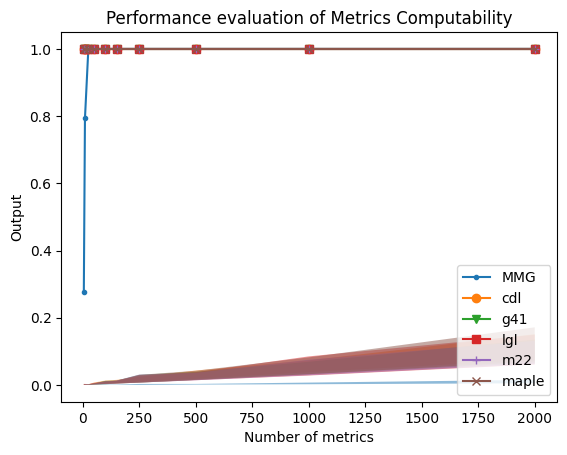 Performance evaluation of Metrics Computability
Output
1.0
0.8
0.6
0.4
0.2
0.0
MMG
cdl
g41
lgl
m22
maple
0 250 500 750 1000 1250 1500 1750 2000
Number of metrics